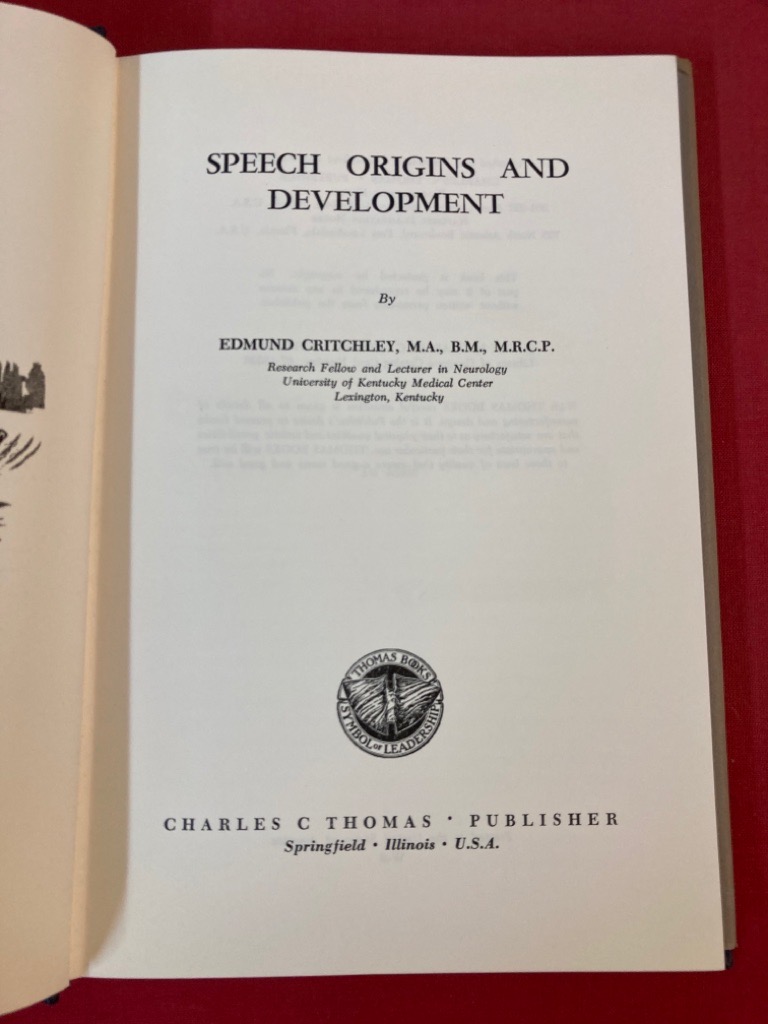 SPEECH ORIGINS AND
DEVELOPMENT
By
EDMUND CRITCHLEY, M.A., B.M., M.R.C.P.
Research Fellow and Lecturer in Neurology
University of Kentucky Medical Center
Lexington, Kentucky
THOMAS BOOKS
SYMBOL of LEADERSHIP
CHARLES C THOMAS · PUBLISHER
Springfield · Illinois · U.S.A.